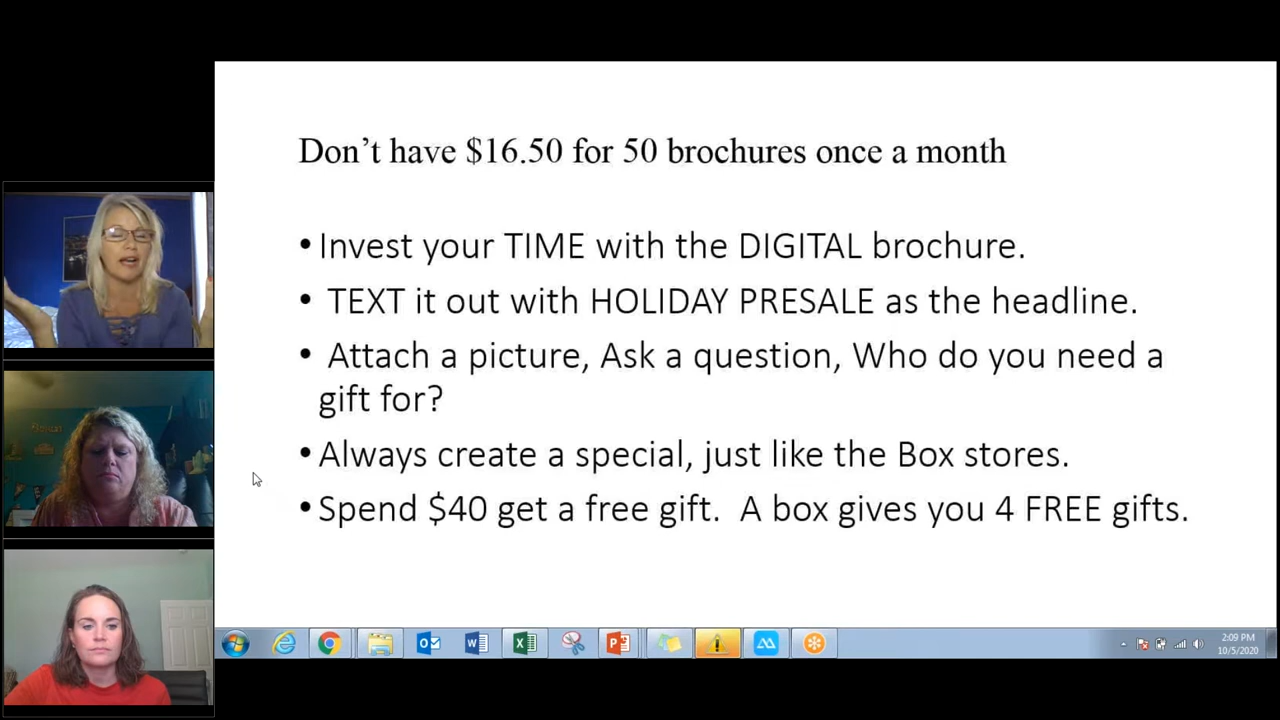 Don’t have $16.50 for 50 brochures once a month
• Invest your TIME with the DIGITAL brochure.
• TEXT it out with HOLIDAY PRESALE as the headline.
• Attach a picture, Ask a question, Who do you need a
gift for?
• Always create a special, just like the Box stores.
• Spend $40 get a free gift.  A box gives you 4 FREE gifts.
2:09 PM
10/5/2020